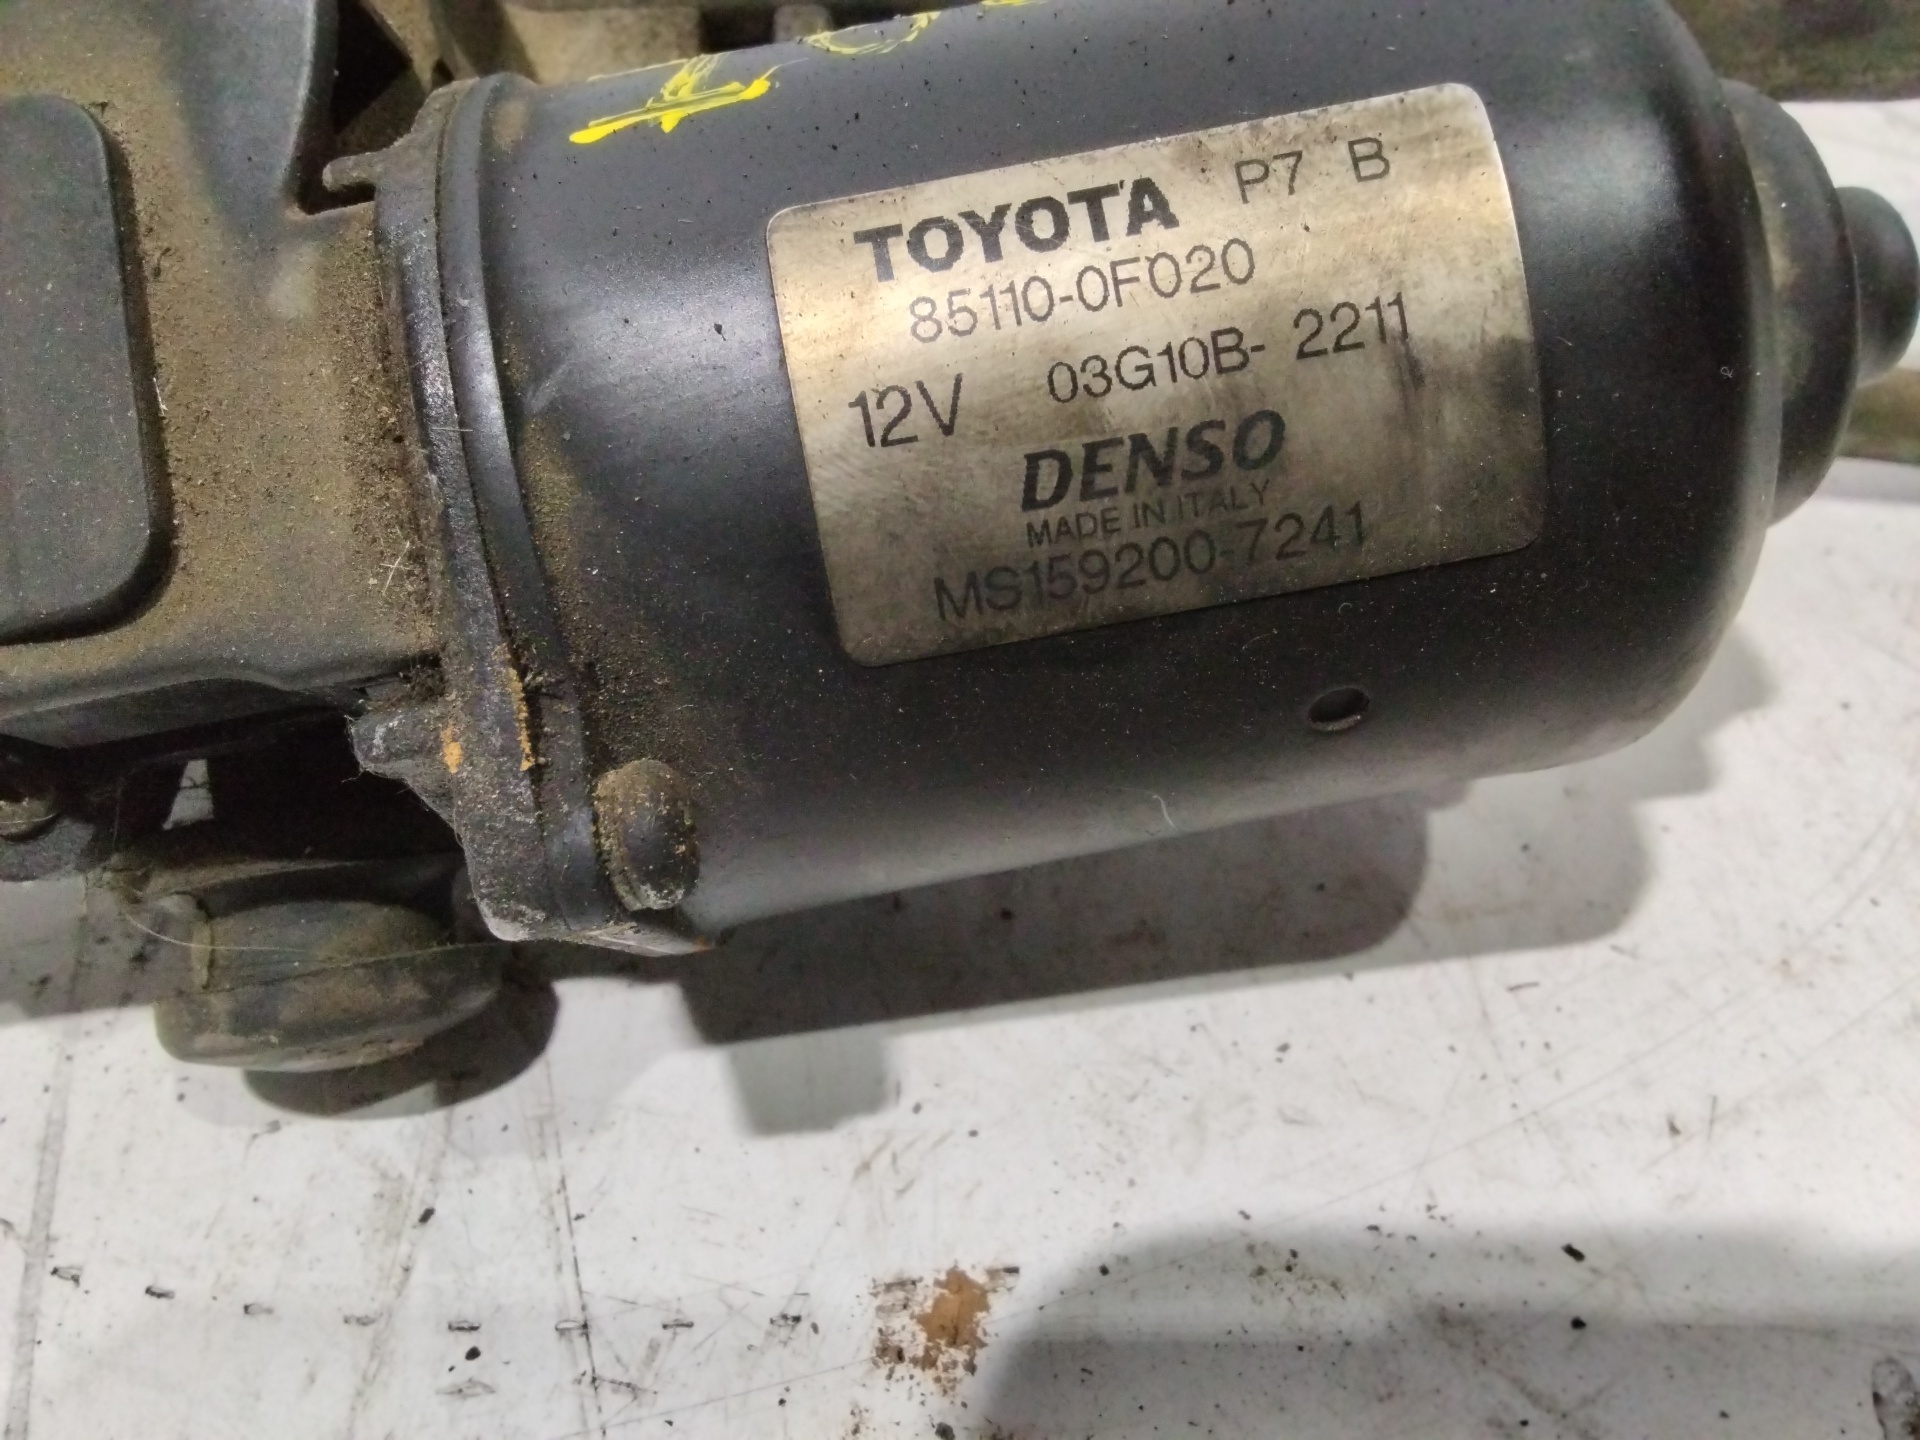 TOYOTA P7 B
85110-0F020
12V 03G10B-2211
DENSO
MADE IN ITALY
MS159200-7241